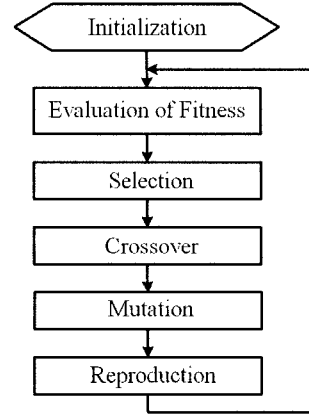 Initialization
Evaluation of Fitness
Selection
Crossover
Mutation
Reproduction